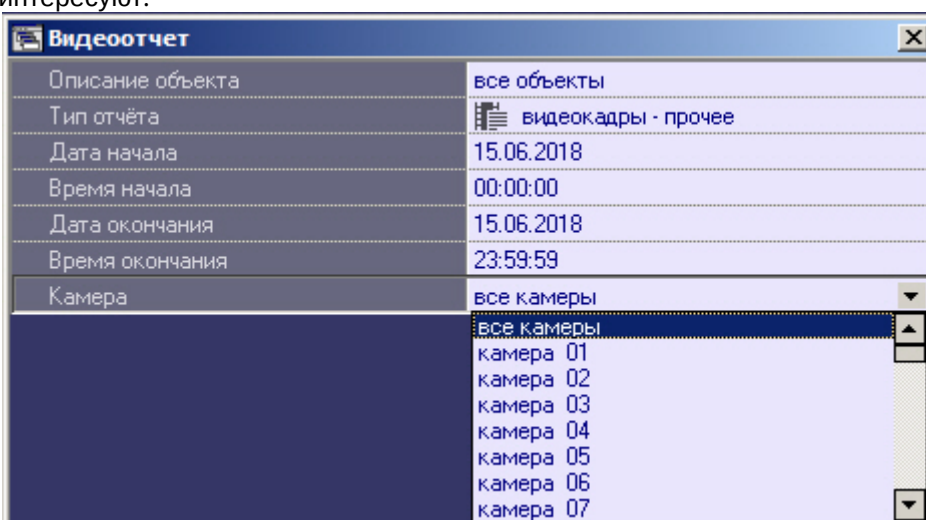 интересуют:
Видеоотчет
Описание объекта все объекты
Тип отчёта видеокадры - прочее
Дата начала 15.06.2018
Время начала 00:00:00
Дата окончания 15.06.2018
Время окончания 23:59:59
Камера все камеры
все камеры
камера 01
камера 02
камера 03
камера 04
камера 05
камера 06
камера 07